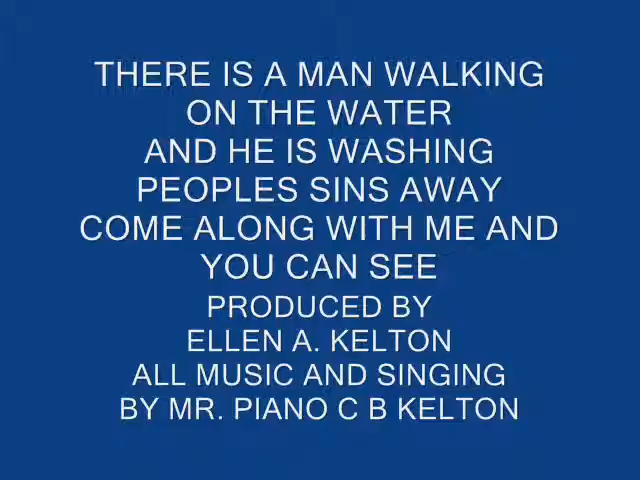 THERE IS A MAN WALKING
ON THE WATER
AND HE IS WASHING
PEOPLES SINS AWAY
COME ALONG WITH ME AND
YOU CAN SEE
PRODUCED BY
ELLEN A. KELTON
ALL MUSIC AND SINGING
BY MR. PIANO C B KELTON